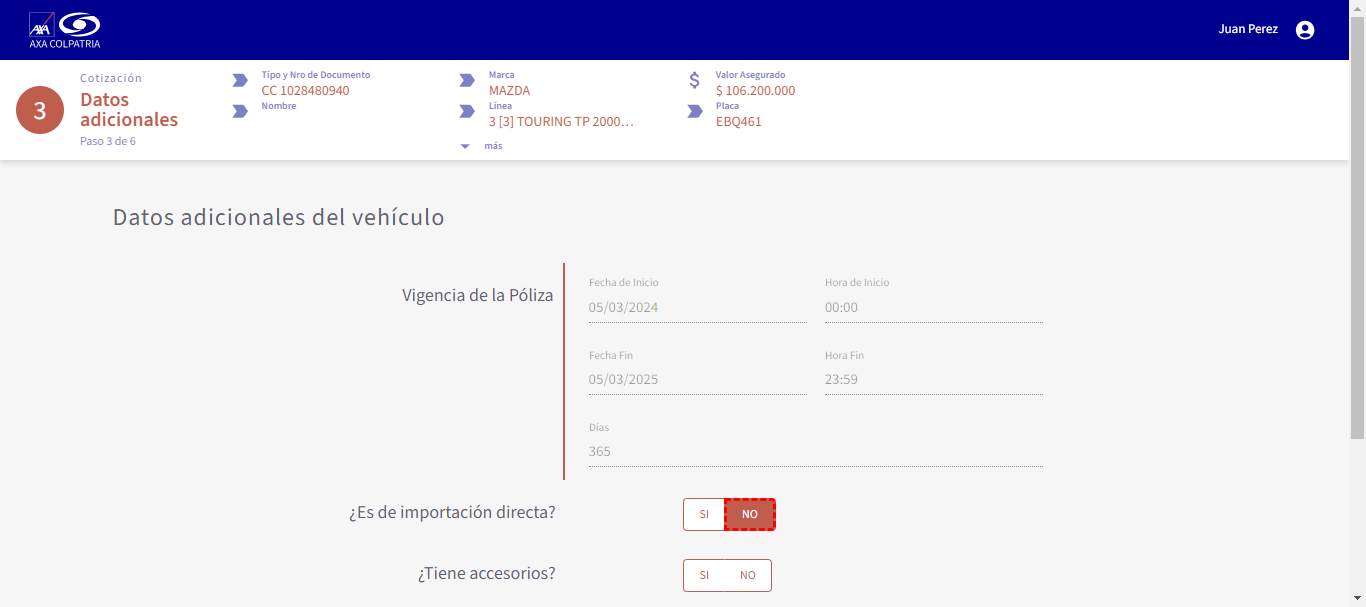 AXA
AXA COLPATRIA
Juan Perez
3
Cotización
Datos
adicionales
Paso 3 de 6
Tipo y Nro de Documento
CC 1028480940
Nombre
Marca
MAZDA
Línea
3 [3] TOURING TP 2000...
más
$
Valor Asegurado
$ 106.200.000
Placa
EBQ461
Datos adicionales del vehículo
Vigencia de la Póliza
Fecha de Inicio
05/03/2024
Hora de Inicio
00:00
Fecha Fin
05/03/2025
Hora Fin
23:59
Días
365
¿Es de importación directa?
SI NO
¿Tiene accesorios?
SI NO